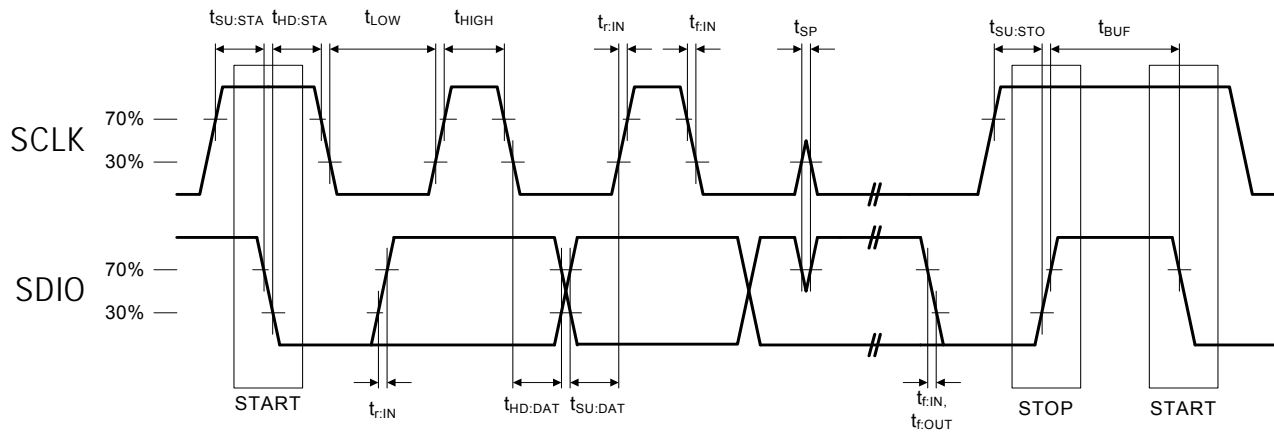 tSU:STA tHD:STA tLOW tHIGH tr:IN tf:IN tSP tSU:STO tBUF
SCLK 70%
30%
SDIO 70%
30%
START tr:IN tHD:DAT tSU:DAT tf:IN, tf:OUT STOP START